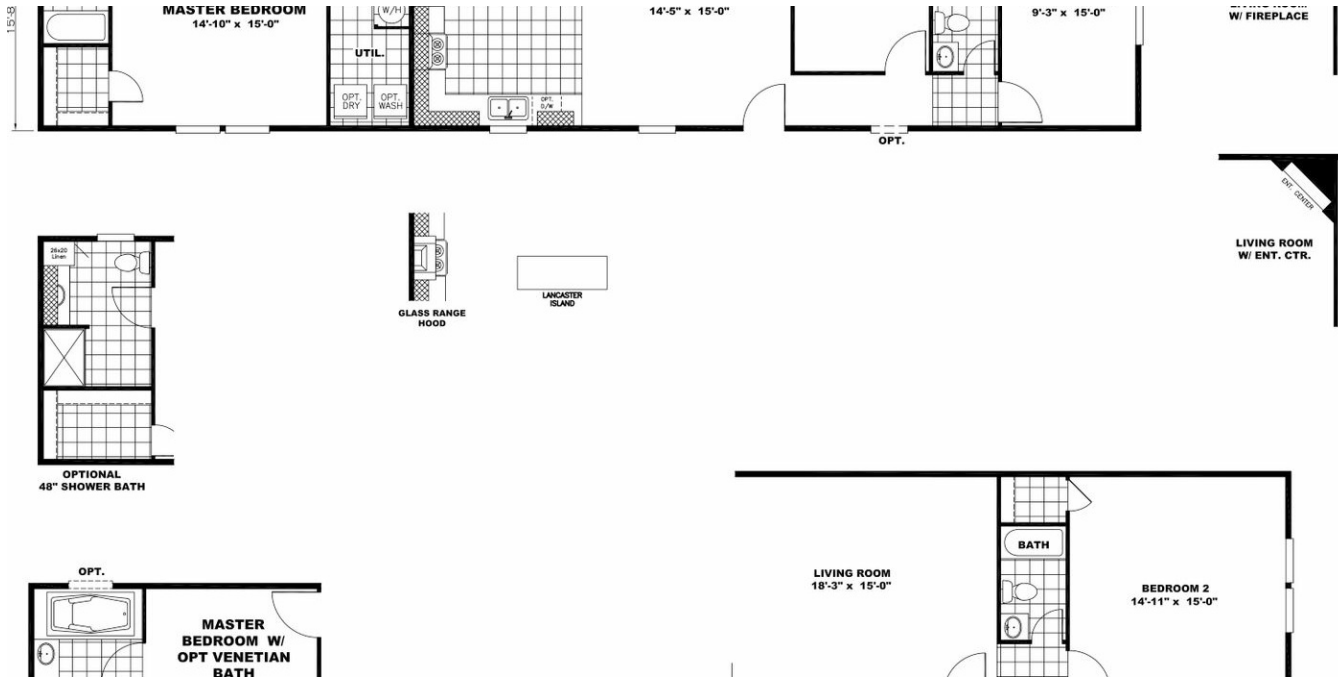 15'-8
MASTER BEDROOM
14'-10" x 15'-0"
W/H
UTIL.
OPT.
DRY
OPT.
WASH
OPT.
D/W
14'-5" x 15'-0"
9'-3" x 15'-0"
LIVING ROOM
W/ FIREPLACE
OPT.
ENT. CENTER
LIVING ROOM
W/ ENT. CTR.
26x20
Linen
OPTIONAL
48" SHOWER BATH
GLASS RANGE
HOOD
LANCASTER
ISLAND
OPT.
MASTER
BEDROOM W/
OPT VENETIAN
BATH
LIVING ROOM
18'-3" x 15'-0"
BATH
BEDROOM 2
14'-11" x 15'-0"